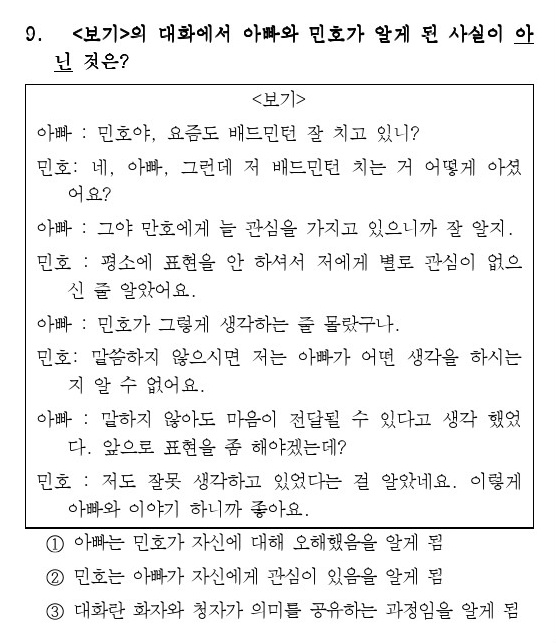 9. <보기>의 대화에서 아빠와 민호가 알게 된 사실이 아
닌 것은?
<보기>
아빠 : 민호야, 요즘도 배드민턴 잘 치고 있니?
민호: 네, 아빠, 그런데 저 배드민턴 치는 거 어떻게 아셨
어요?
아빠 : 그야 만호에게 늘 관심을 가지고 있으니까 잘 알지.
민호 : 평소에 표현을 안 하셔서 저에게 별로 관심이 없으
신 줄 알았어요.
아빠 : 민호가 그렇게 생각하는 줄 몰랐구나.
민호: 말씀하지 않으시면 저는 아빠가 어떤 생각을 하시는
지 알 수 없어요.
아빠 : 말하지 않아도 마음이 전달될 수 있다고 생각 했었
다. 앞으로 표현을 좀 해야겠는데?
민호 : 저도 잘못 생각하고 있었다는 걸 알았네요. 이렇게
아빠와 이야기 하니까 좋아요.
① 아빠는 민호가 자신에 대해 오해했음을 알게 됨
② 민호는 아빠가 자신에게 관심이 있음을 알게 됨
③ 대화란 화자와 청자가 의미를 공유하는 과정임을 알게 됨